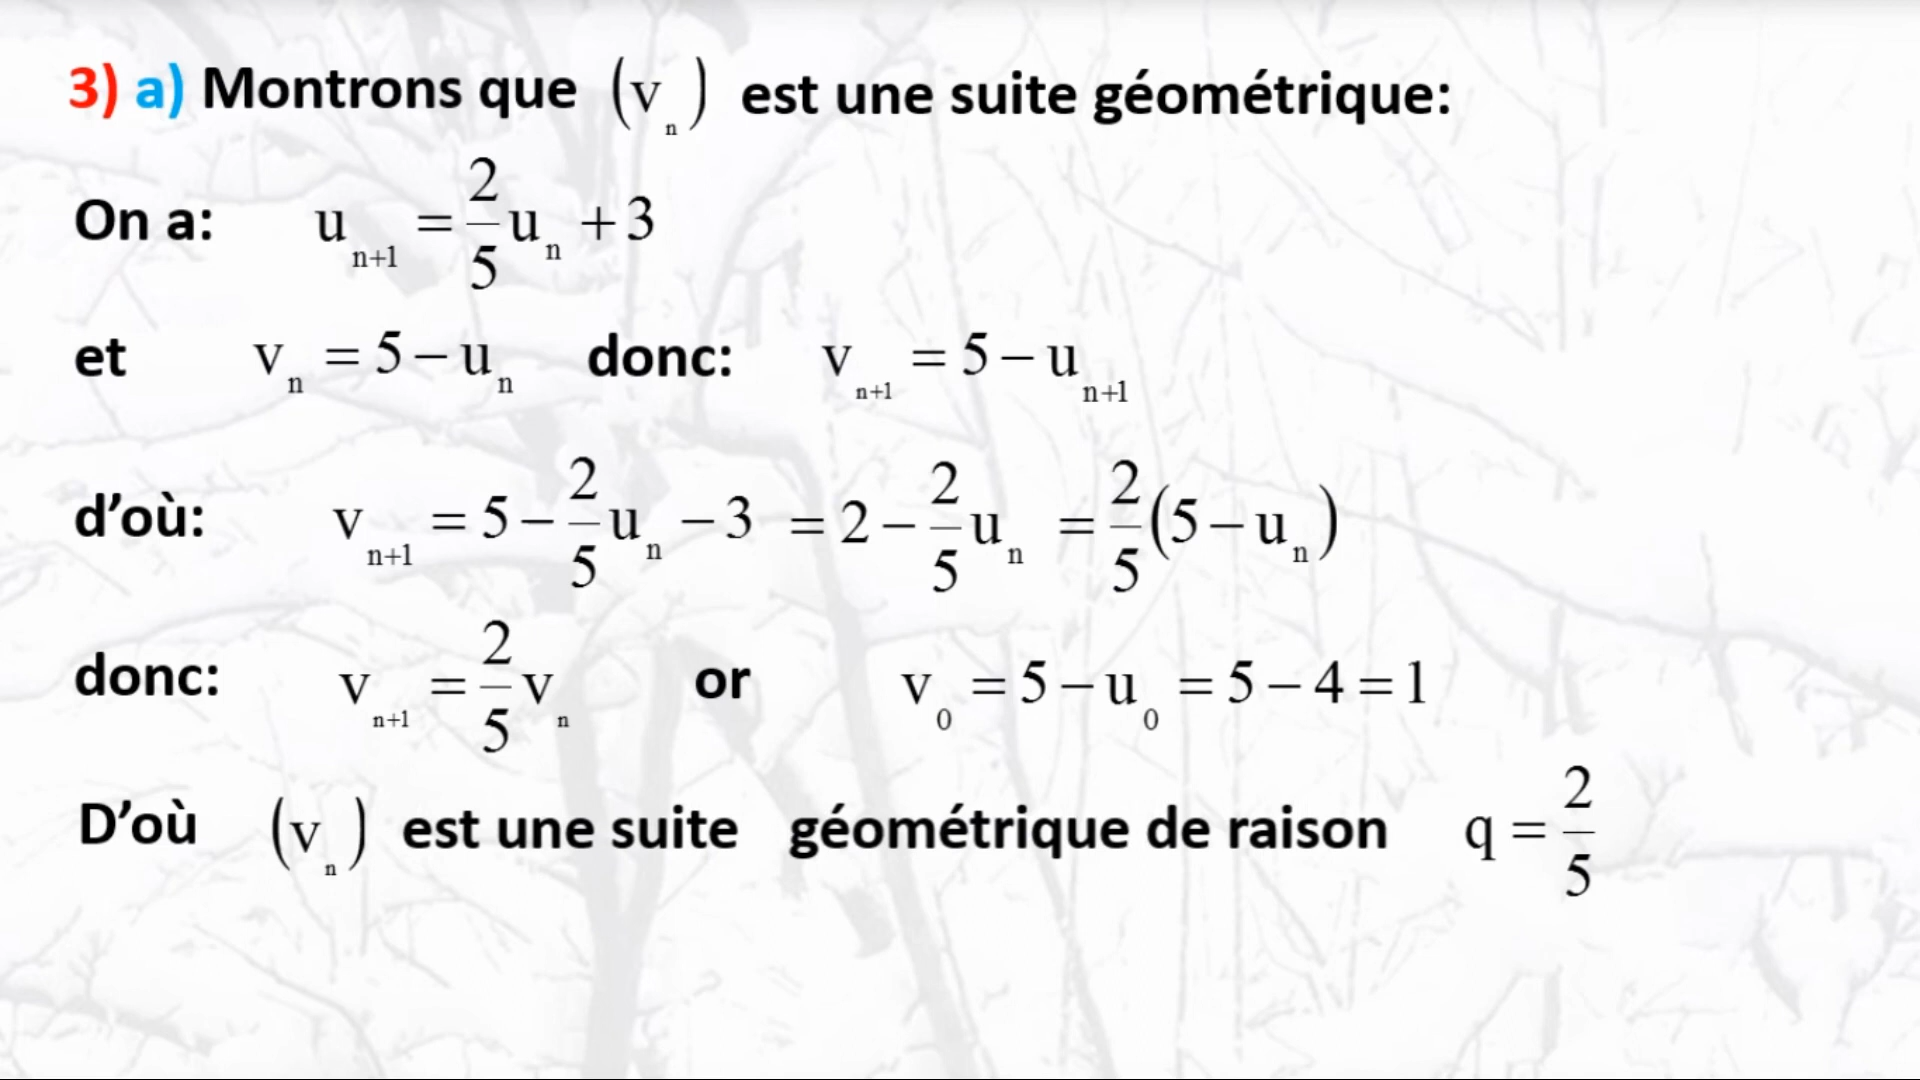 3) a) Montrons que (vₙ) est une suite géométrique:
On a: uₙ₊₁ = 2/5 uₙ + 3
et vₙ = 5 − uₙ donc: vₙ₊₁ = 5 − uₙ₊₁
d’où: vₙ₊₁ = 5 − 2/5 uₙ − 3 = 2 − 2/5 uₙ = 2/5 (5 − uₙ)
donc: vₙ₊₁ = 2/5 vₙ or v₀ = 5 − u₀ = 5 − 4 = 1
D’où (vₙ) est une suite géométrique de raison q = 2/5